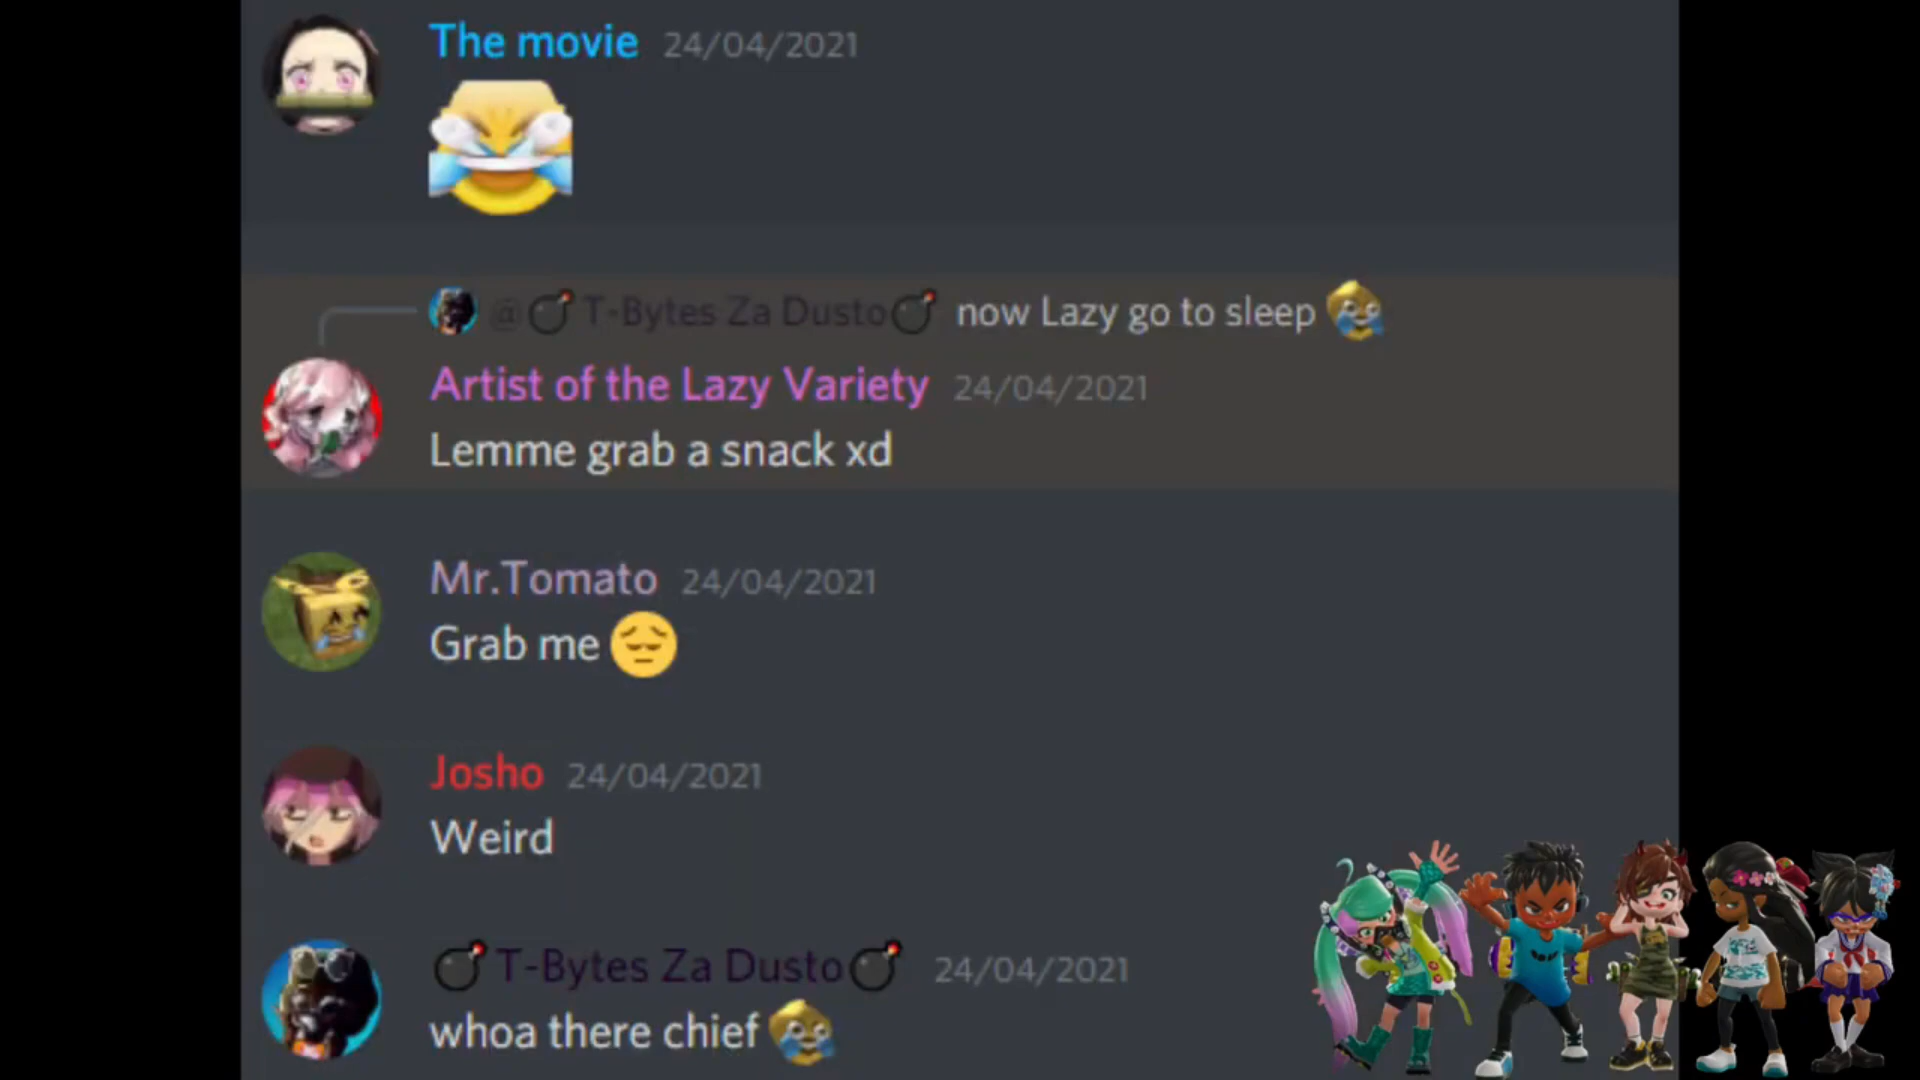 The movie 24/04/2021
@💣T-Bytes Za Dusto💣 now Lazy go to sleep
Artist of the Lazy Variety 24/04/2021
Lemme grab a snack xd
Mr.Tomato 24/04/2021
Grab me 😔
Josho 24/04/2021
Weird
💣T-Bytes Za Dusto💣 24/04/2021
whoa there chief